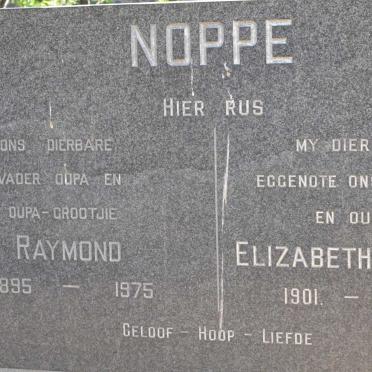 NOPPE
HIER RUS
ONS DIERBARE
VADER OUPA EN
OUPA-GROOTJIE
RAYMOND
895 - 1975
MY DIER
EGGENOTE ON
EN OU
ELIZABETH
1901. -
GELOOF - HOOP - LIEFDE